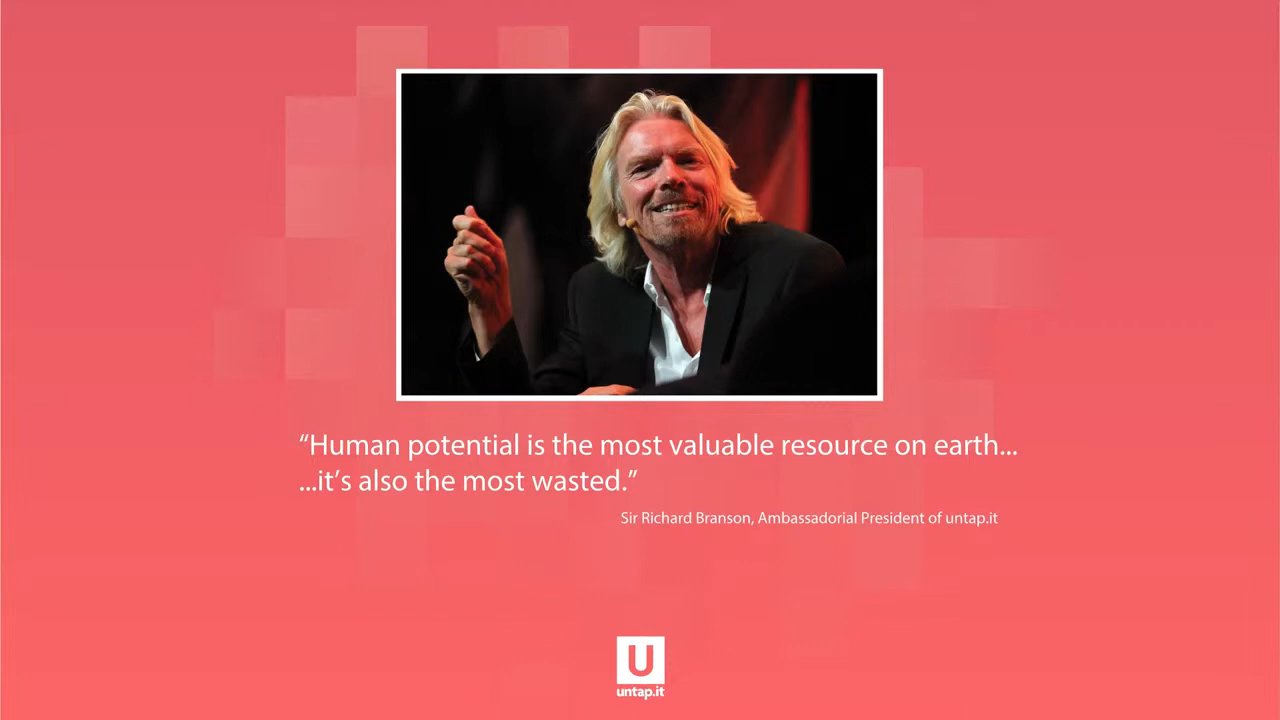 “Human potential is the most valuable resource on earth...
...it’s also the most wasted.”
Sir Richard Branson, Ambassadorial President of untap.it
U
untap.it